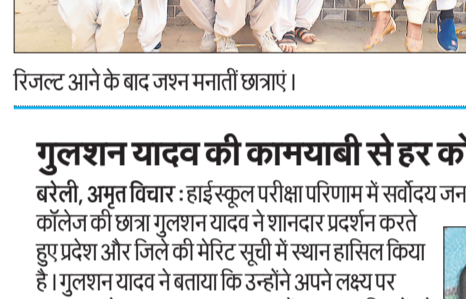 रिजल्ट आने के बाद जश्न मनातीं छात्राएं।
गुलशन यादव की कामयाबी से हर को
बरेली, अमृत विचार : हाईस्कूल परीक्षा परिणाम में सर्वोदय जन
कॉलेज की छात्रा गुलशन यादव ने शानदार प्रदर्शन करते
हुए प्रदेश और जिले की मेरिट सूची में स्थान हासिल किया
है। गुलशन यादव ने बताया कि उन्होंने अपने लक्ष्य पर